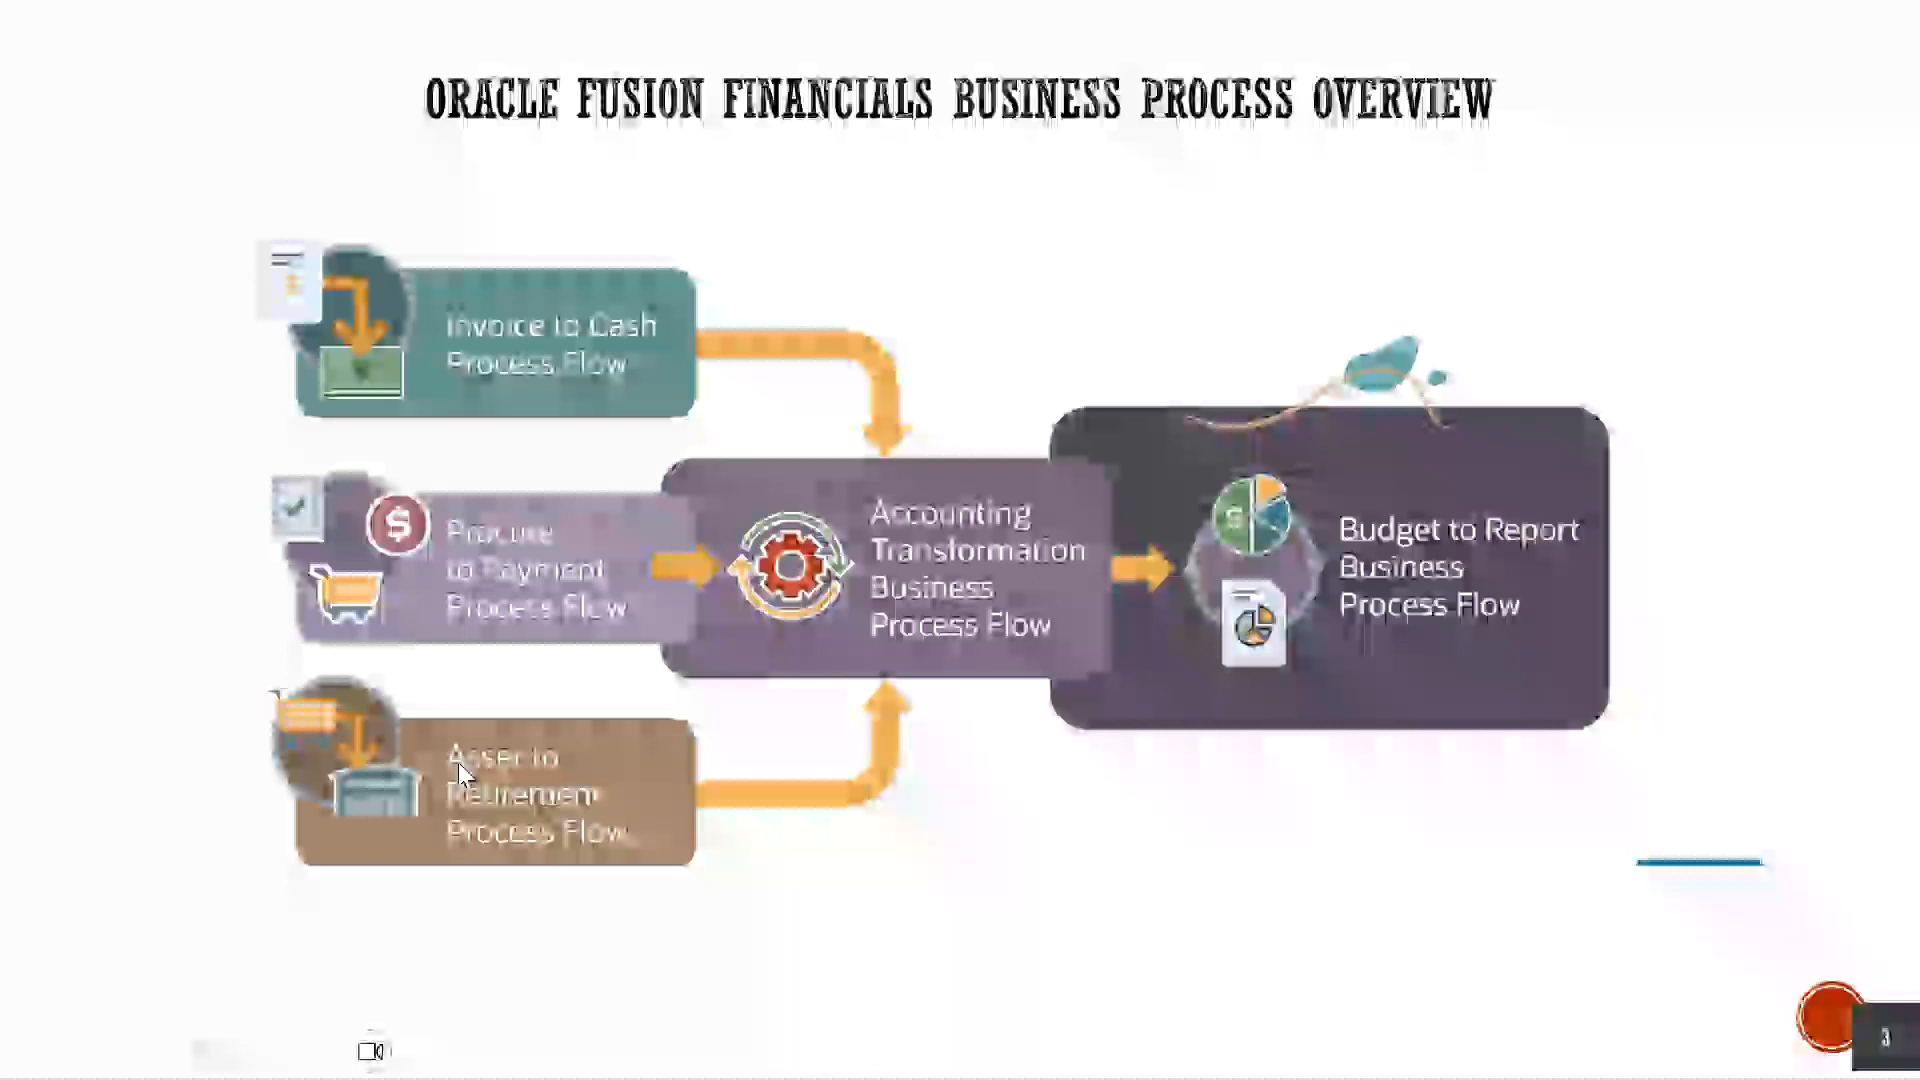 ORACLE FUSION FINANCIALS BUSINESS PROCESS OVERVIEW
Invoice to Cash
Process Flow
Procure
to Payment
Process Flow
Accounting
Transformation
Business
Process Flow
Budget to Report
Business
Process Flow
Asset to
Retirement
Process Flow
3